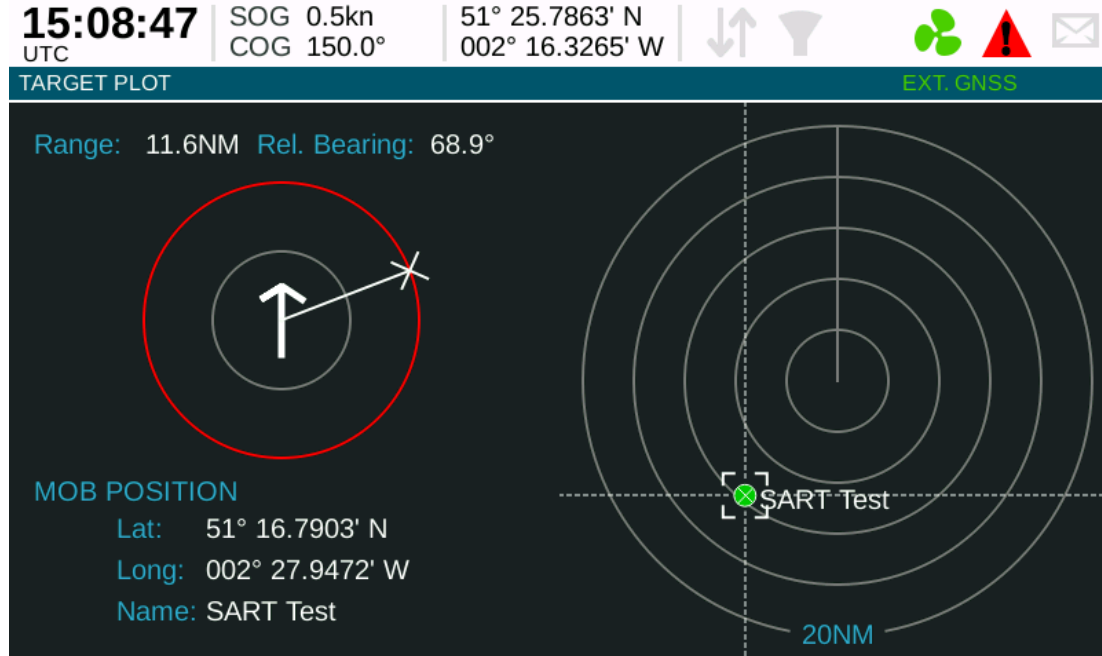 15:08:47
UTC
SOG 0.5kn
COG 150.0°
51° 25.7863' N
002° 16.3265' W
TARGET PLOT
EXT. GNSS
Range: 11.6NM Rel. Bearing: 68.9°
MOB POSITION
Lat: 51° 16.7903' N
Long: 002° 27.9472' W
Name: SART Test
SART Test
20NM